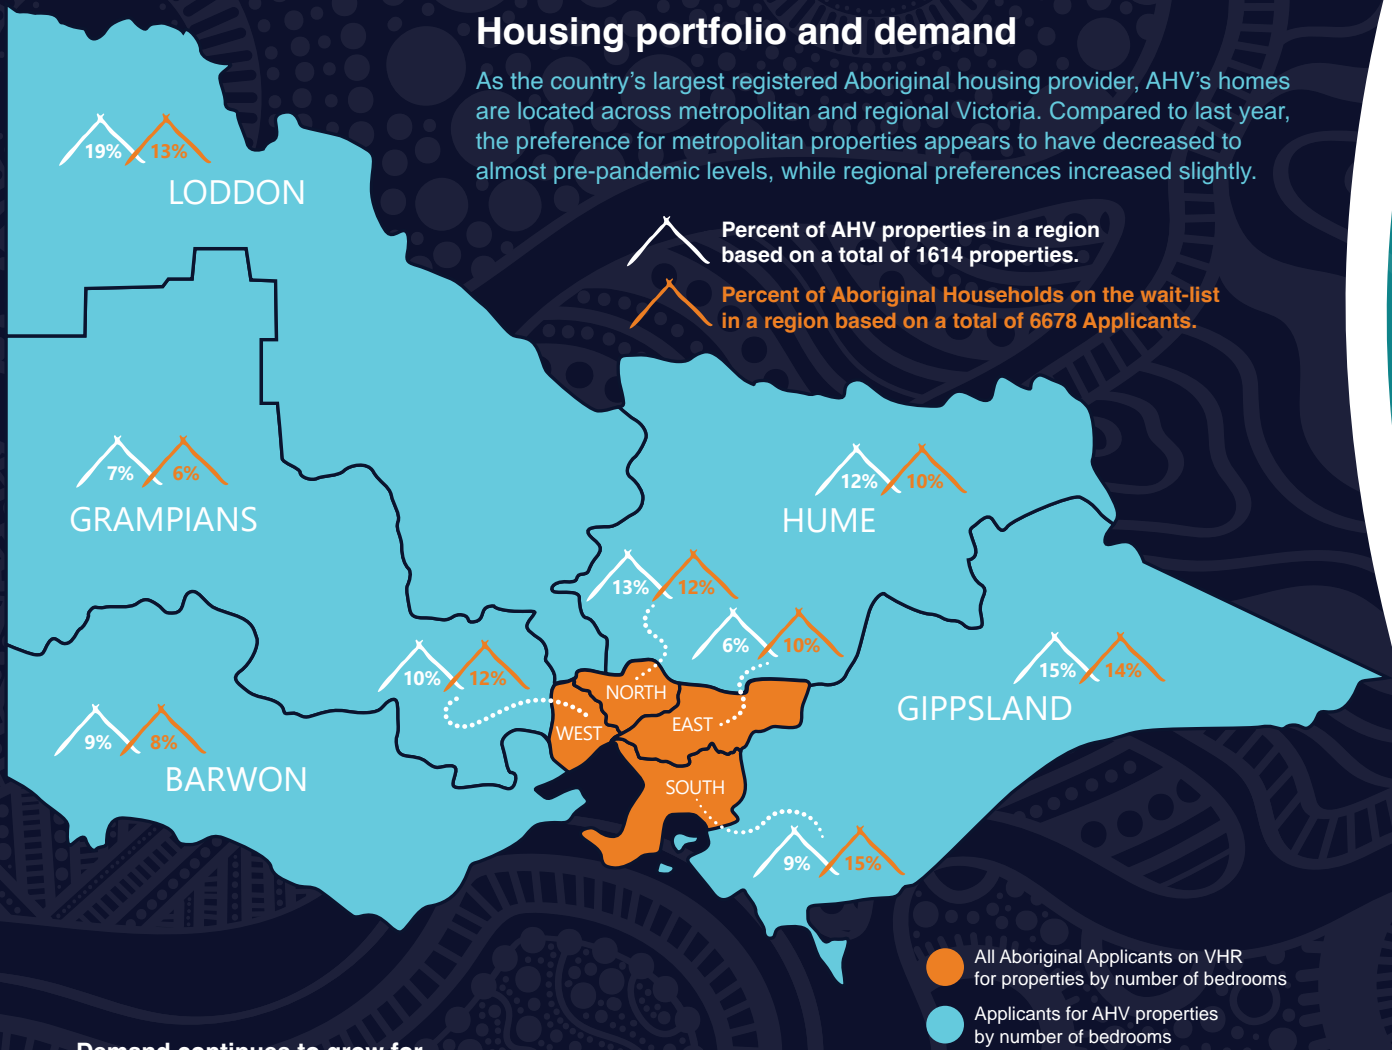 Housing portfolio and demand
As the country's largest registered Aboriginal housing provider, AHV's homes
are located across metropolitan and regional Victoria. Compared to last year,
the preference for metropolitan properties appears to have decreased to
almost pre-pandemic levels, while regional preferences increased slightly.
Percent of AHV properties in a region
based on a total of 1614 properties.
Percent of Aboriginal Households on the wait-list
in a region based on a total of 6678 Applicants.
19% 13%
LODDON
7% 6%
GRAMPIANS
12% 10%
HUME
13% 12%
6% 10%
10% 12%
15% 14%
GIPPSLAND
NORTH
EAST
WEST
9% 8%
BARWON
SOUTH
9% 15%
All Aboriginal Applicants on VHR
for properties by number of bedrooms
Applicants for AHV properties
by number of bedrooms
Demand continues to grow for